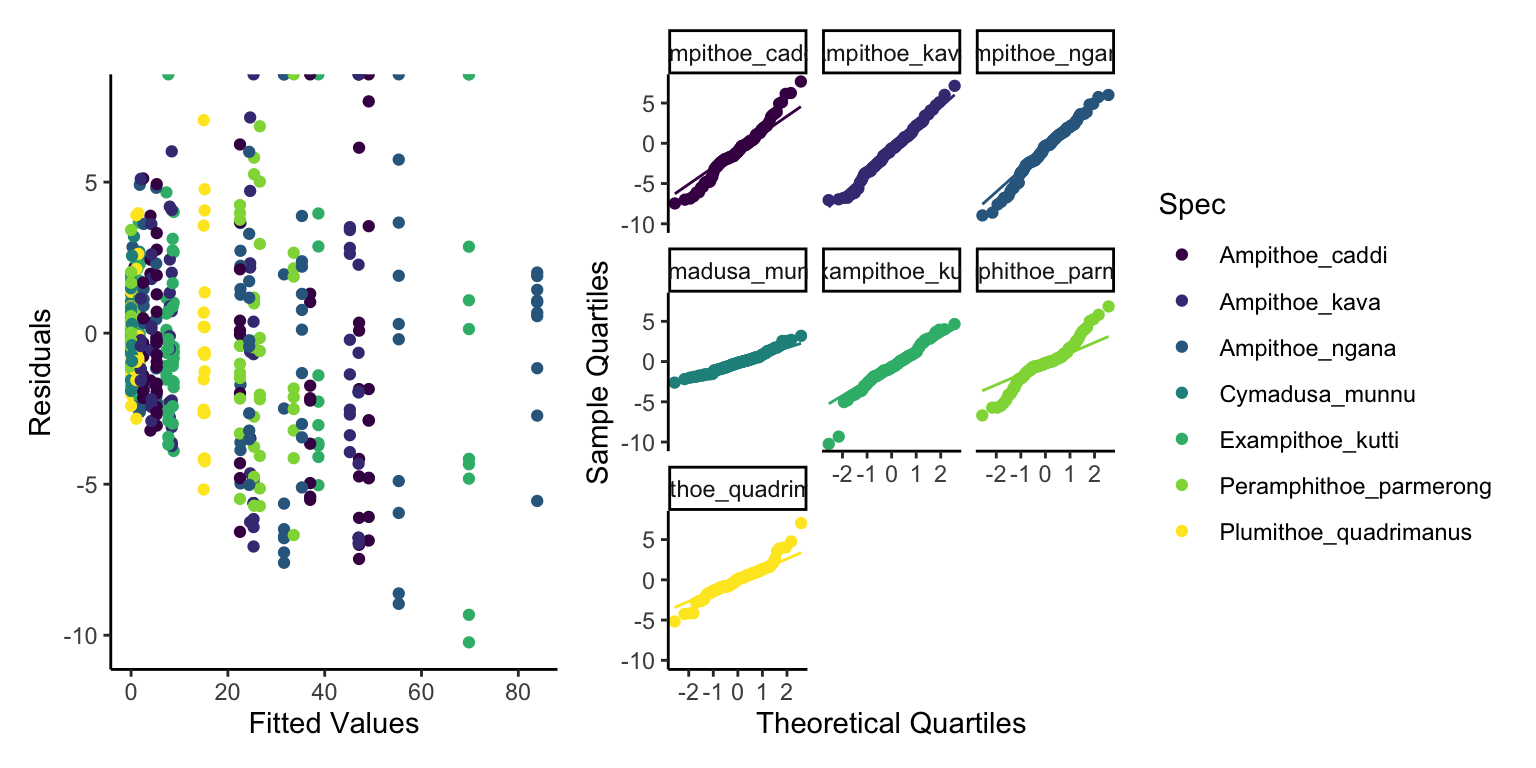 Residuals
5
0
-5
-10
0 20 40 60 80
Fitted Values
Sample Quartiles
mpithoe_cad
mpithoe_kav
mpithoe_ngar
5
0
-5
-10
madusa_mun
xampithoe_ku
phithoe_parn
5
0
-5
-10
-2 -1 0 1 2
-2 -1 0 1 2
thoe_quadrim
5
0
-5
-10
-2 -1 0 1 2
Theoretical Quartiles
Spec
Ampithoe_caddi
Ampithoe_kava
Ampithoe_ngana
Cymadusa_munnu
Exampithoe_kutti
Peramphithoe_parmerong
Plumithoe_quadrimanus